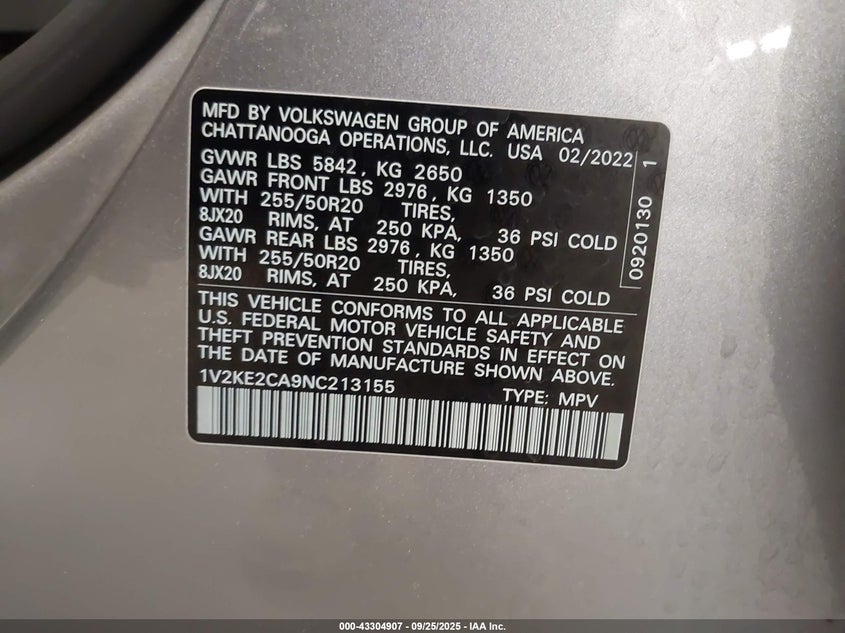 MFD BY VOLKSWAGEN GROUP OF AMERICA
CHATTANOOGA OPERATIONS, LLC. USA 02/2022
GVWR LBS 5842, KG 2650
GAWR FRONT LBS 2976, KG 1350
WITH 255/50R20 TIRES,
8JX20 RIMS, AT 250 KPA, 36 PSI COLD
GAWR REAR LBS 2976, KG 1350
WITH 255/50R20 TIRES,
8JX20 RIMS, AT 250 KPA, 36 PSI COLD
0920130 1
THIS VEHICLE CONFORMS TO ALL APPLICABLE
U.S. FEDERAL MOTOR VEHICLE SAFETY AND
THEFT PREVENTION STANDARDS IN EFFECT ON
THE DATE OF MANUFACTURE SHOWN ABOVE.
1V2KE2CA9NC213155 TYPE: MPV
000-43304907 - 09/25/2025 - IAA Inc.